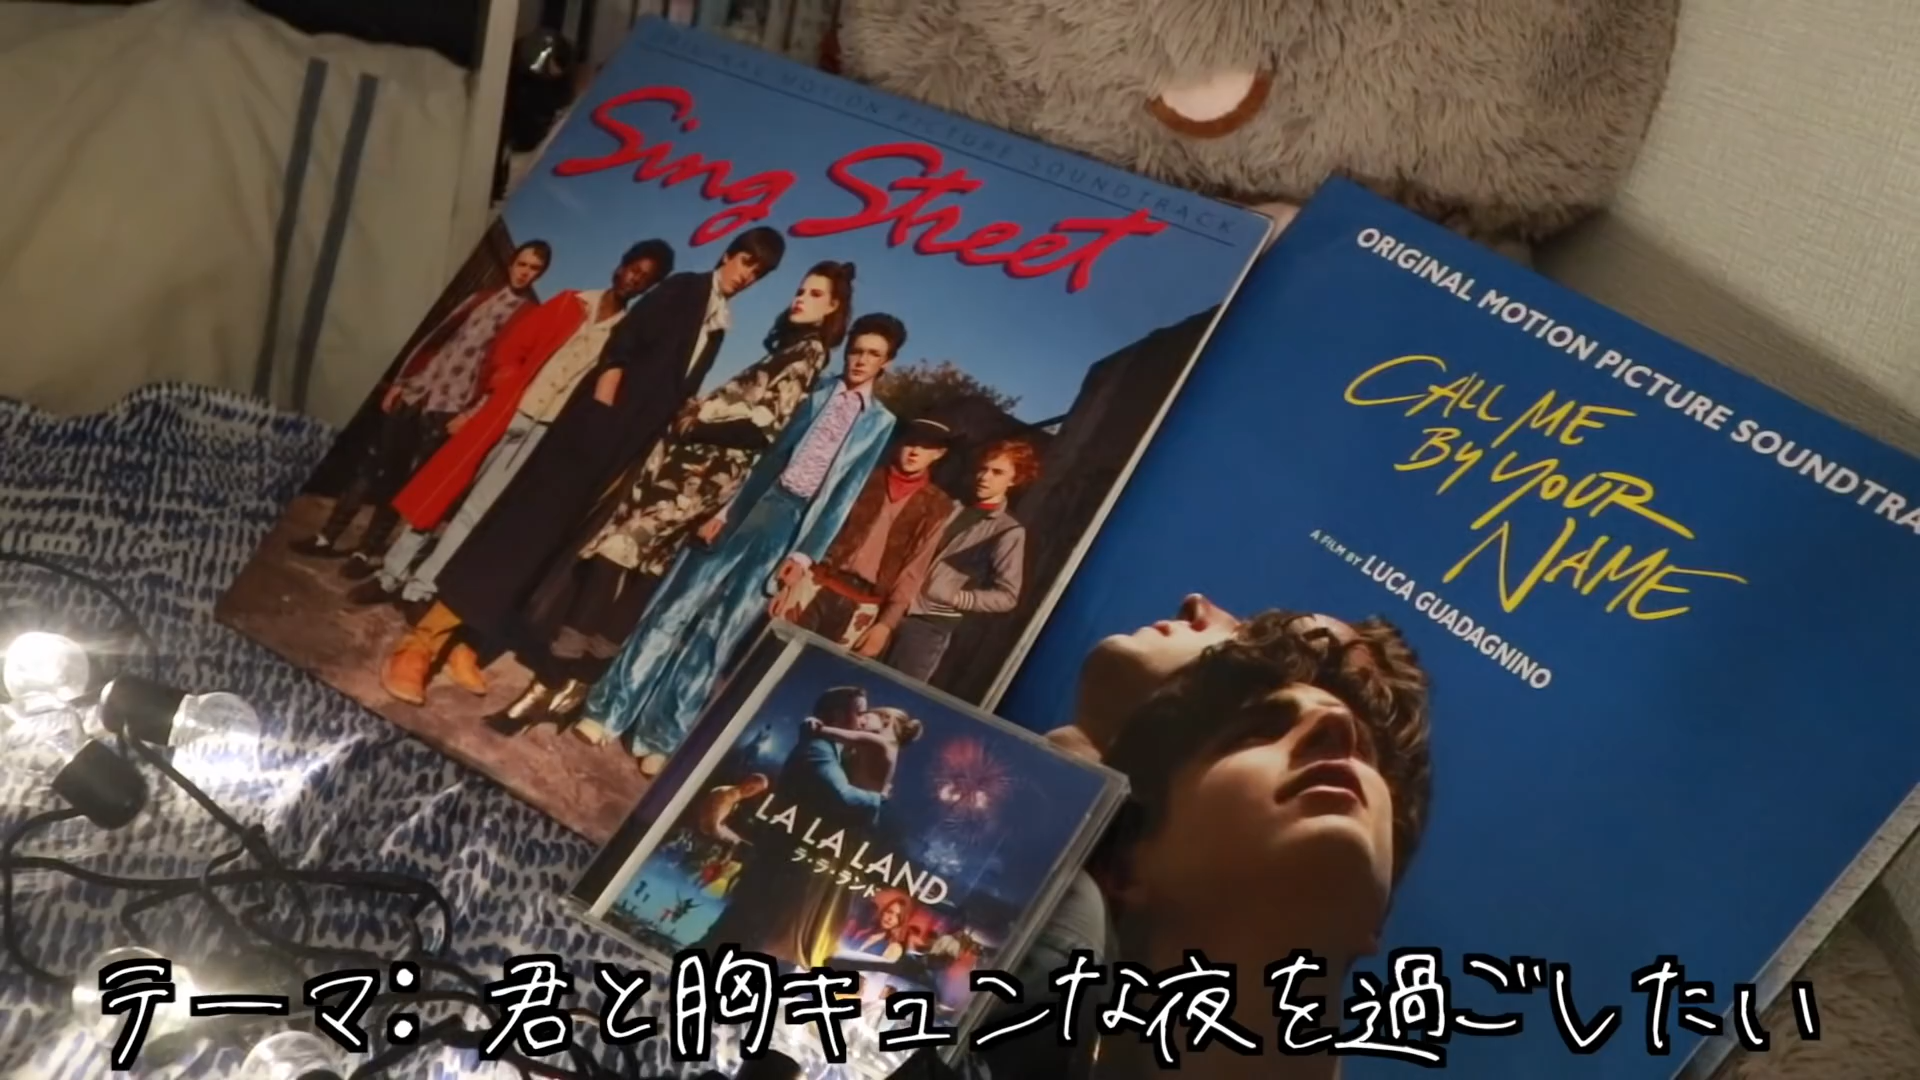 ORIGINAL MOTION PICTURE SOUNDTRACK
Sing Street
ORIGINAL MOTION PICTURE SOUNDTRA
CALL ME
BY YOUR
NAME
A FILM BY LUCA GUADAGNINO
LA LA LAND
ラ・ラ・ランド
テーマ: 君と胸キュンな夜を過ごしたい